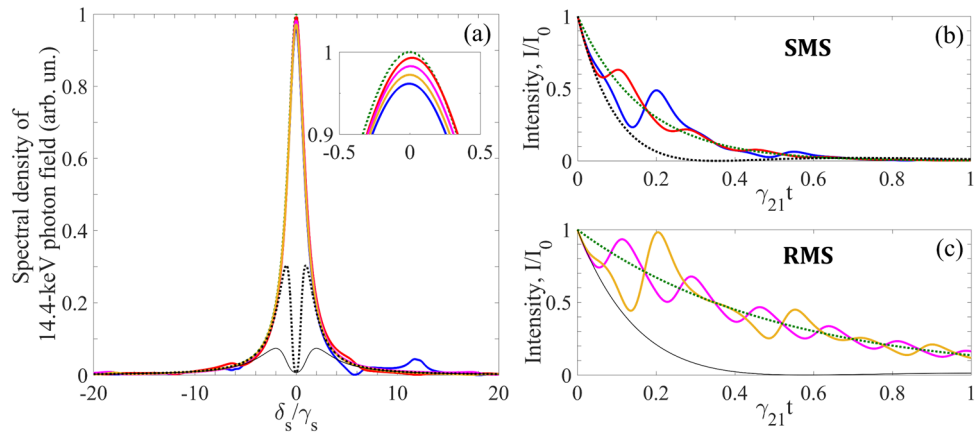 (a)
Spectral density of
14.4-keV photon field (arb. un.)
1
0.8
0.6
0.4
0.2
0
-20
-10
0
10
20
δs/γs
1
0.9
-0.5
0
0.5
(b)
SMS
Intensity, I/I0
1
0.5
0
0
0.2
0.4
0.6
0.8
1
γ21t
(c)
RMS
Intensity, I/I0
1
0.5
0
0
0.2
0.4
0.6
0.8
1
γ21t